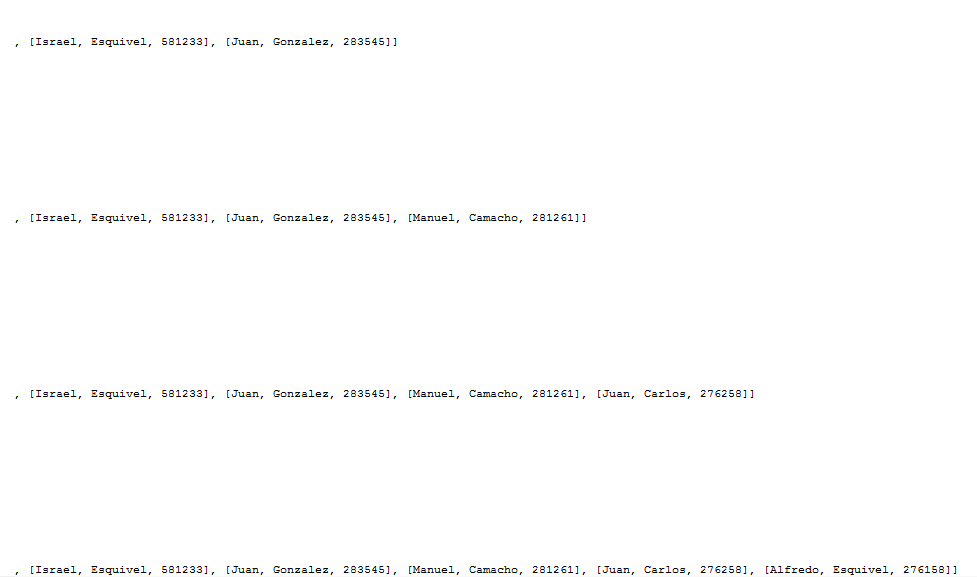 , [Israel, Esquivel, 581233], [Juan, Gonzalez, 283545]]
, [Israel, Esquivel, 581233], [Juan, Gonzalez, 283545], [Manuel, Camacho, 281261]]
, [Israel, Esquivel, 581233], [Juan, Gonzalez, 283545], [Manuel, Camacho, 281261], [Juan, Carlos, 276258]]
, [Israel, Esquivel, 581233], [Juan, Gonzalez, 283545], [Manuel, Camacho, 281261], [Juan, Carlos, 276258], [Alfredo, Esquivel, 276158]]